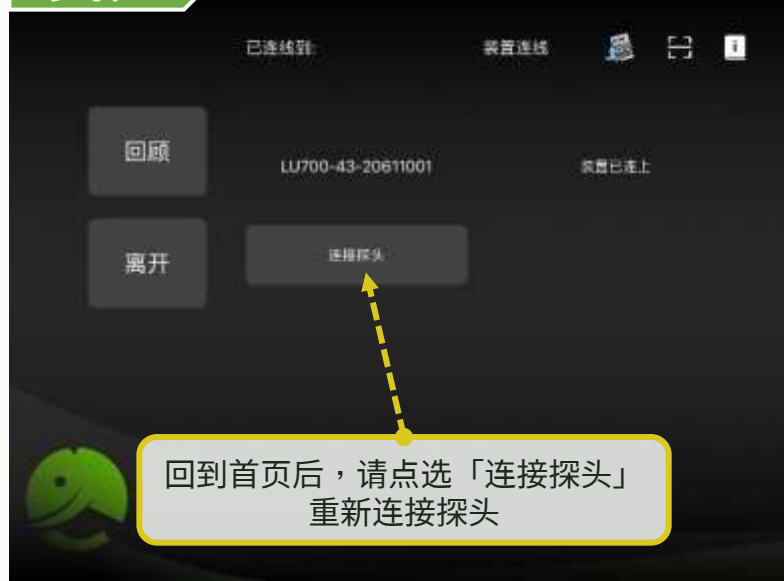 已连线到:
装置连线
回顾
LU700-43-20611001
装置已连上
离开
连接探头
回到首页后，请点选「连接探头」
重新连接探头